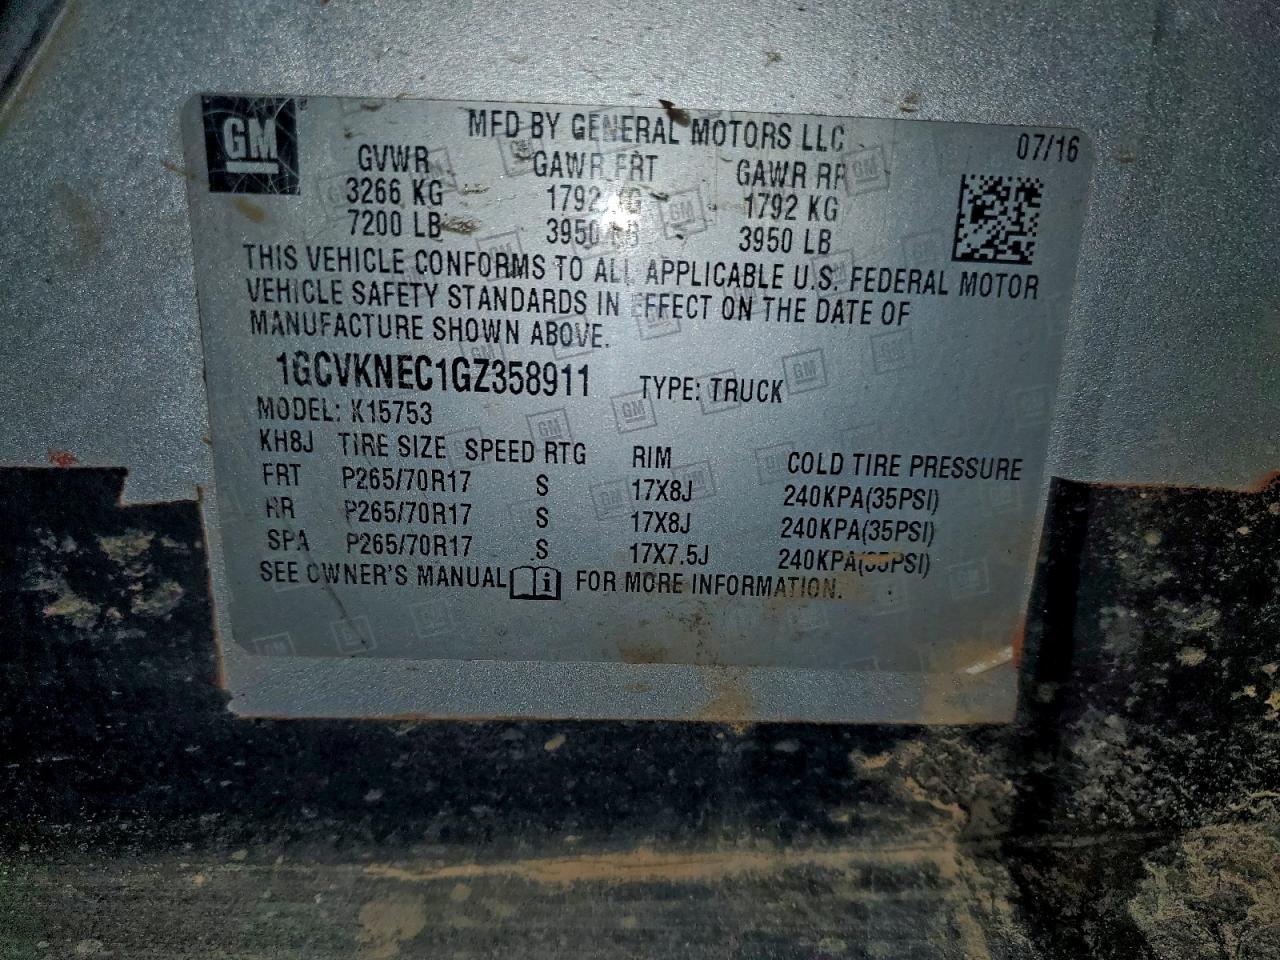 GM
MFD BY GENERAL MOTORS LLC 07/16
GVWR GAWR FRT GAWR RR
3266 KG 1792 KG 1792 KG
7200 LB 3950 LB 3950 LB
THIS VEHICLE CONFORMS TO ALL APPLICABLE U.S. FEDERAL MOTOR
VEHICLE SAFETY STANDARDS IN EFFECT ON THE DATE OF
MANUFACTURE SHOWN ABOVE.
1GCVKNEC1GZ358911 TYPE: TRUCK
MODEL: K15753
KH8J TIRE SIZE SPEED RTG RIM COLD TIRE PRESSURE
FRT P265/70R17 S 17X8J 240KPA(35PSI)
RR P265/70R17 S 17X8J 240KPA(35PSI)
SPA P265/70R17 S 17X7.5J 240KPA(35PSI)
SEE OWNER'S MANUAL i FOR MORE INFORMATION.